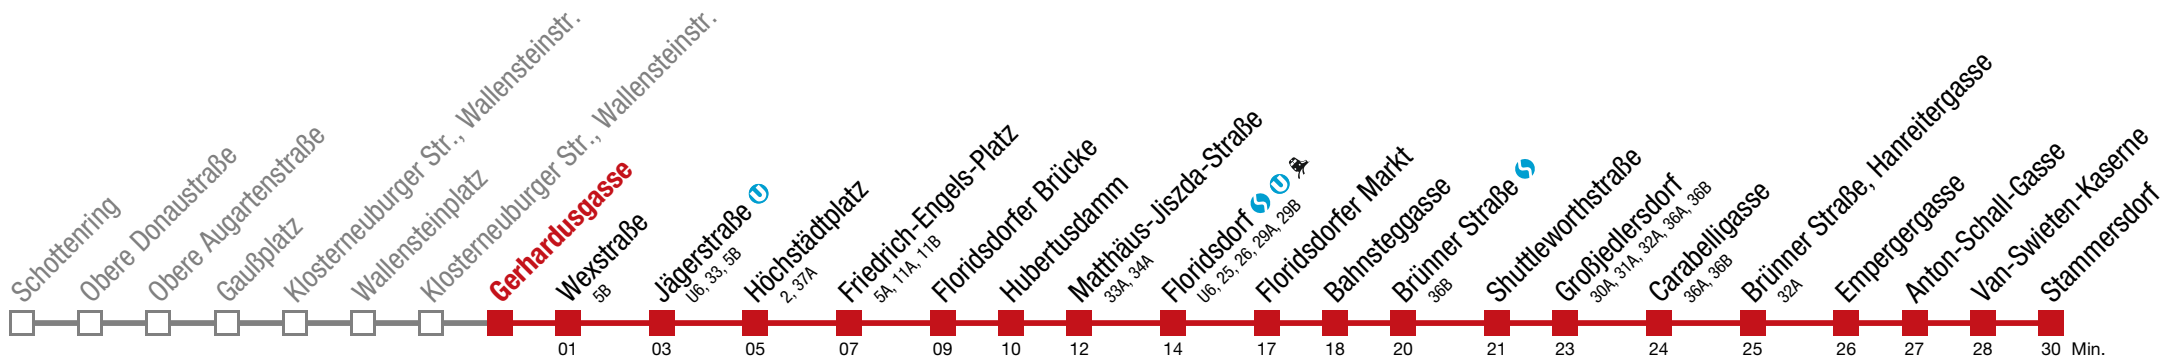 Schottenring
Obere Donaustraße
Obere Augartenstraße
Gaußplatz
Klosterneuburger Str., Wallensteinstr.
Wallensteinplatz
Klosterneuburger Str., Wallensteinstr.
Gerhardusgasse
Wexstraße
5B
Jägerstraße U
U6, 33, 5B
Höchstädtplatz
2, 37A
Friedrich-Engels-Platz
5A, 11A, 11B
Floridsdorfer Brücke
Hubertusdamm
Matthäus-Jiszda-Straße
33A, 34A
Floridsdorf S U
U6, 25, 26, 29A, 29B
Floridsdorfer Markt
Bahnsteggasse
Brünner Straße S
36B
Shuttleworthstraße
Großjedlersdorf
30A, 31A, 32A, 36A, 36B
Carabelligasse
36A, 36B
Brünner Straße, Hanreitergasse
32A
Empergergasse
Anton-Schall-Gasse
Van-Swieten-Kaserne
Stammersdorf
01 03 05 07 09 10 12 14 17 18 20 21 23 24 25 26 27 28 30 Min.